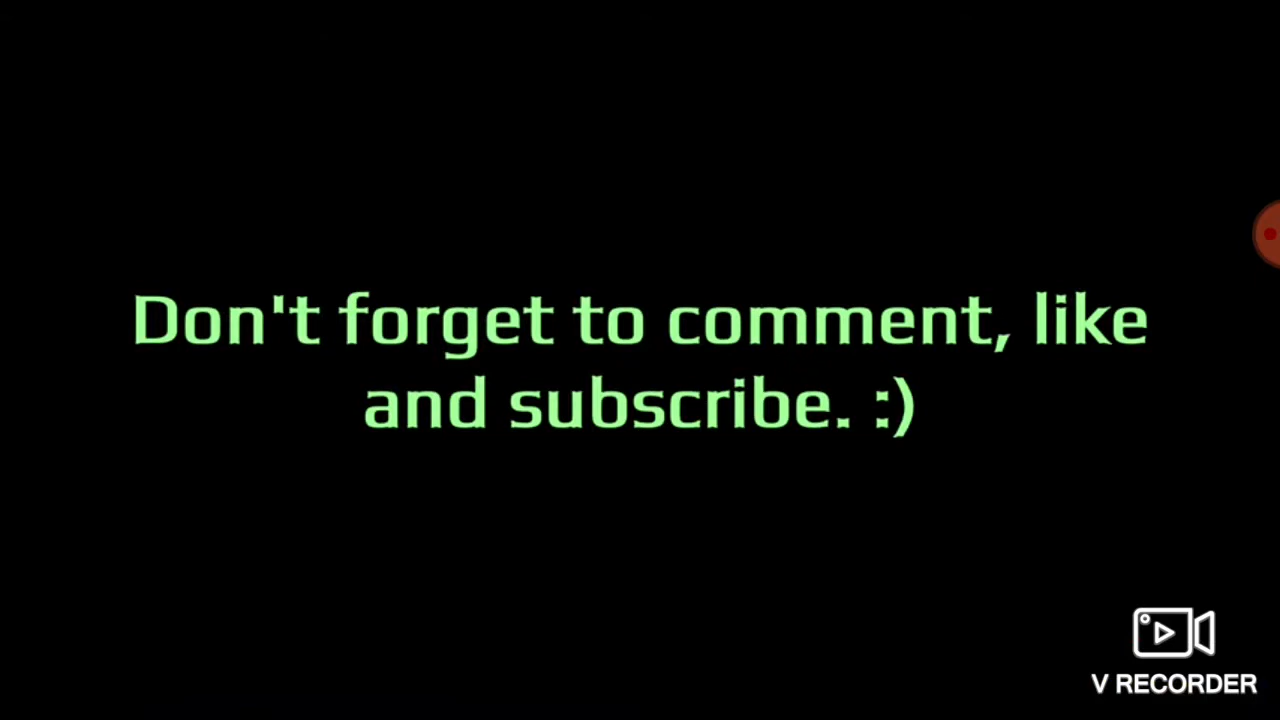 Don't forget to comment, like
and subscribe. :)
V RECORDER